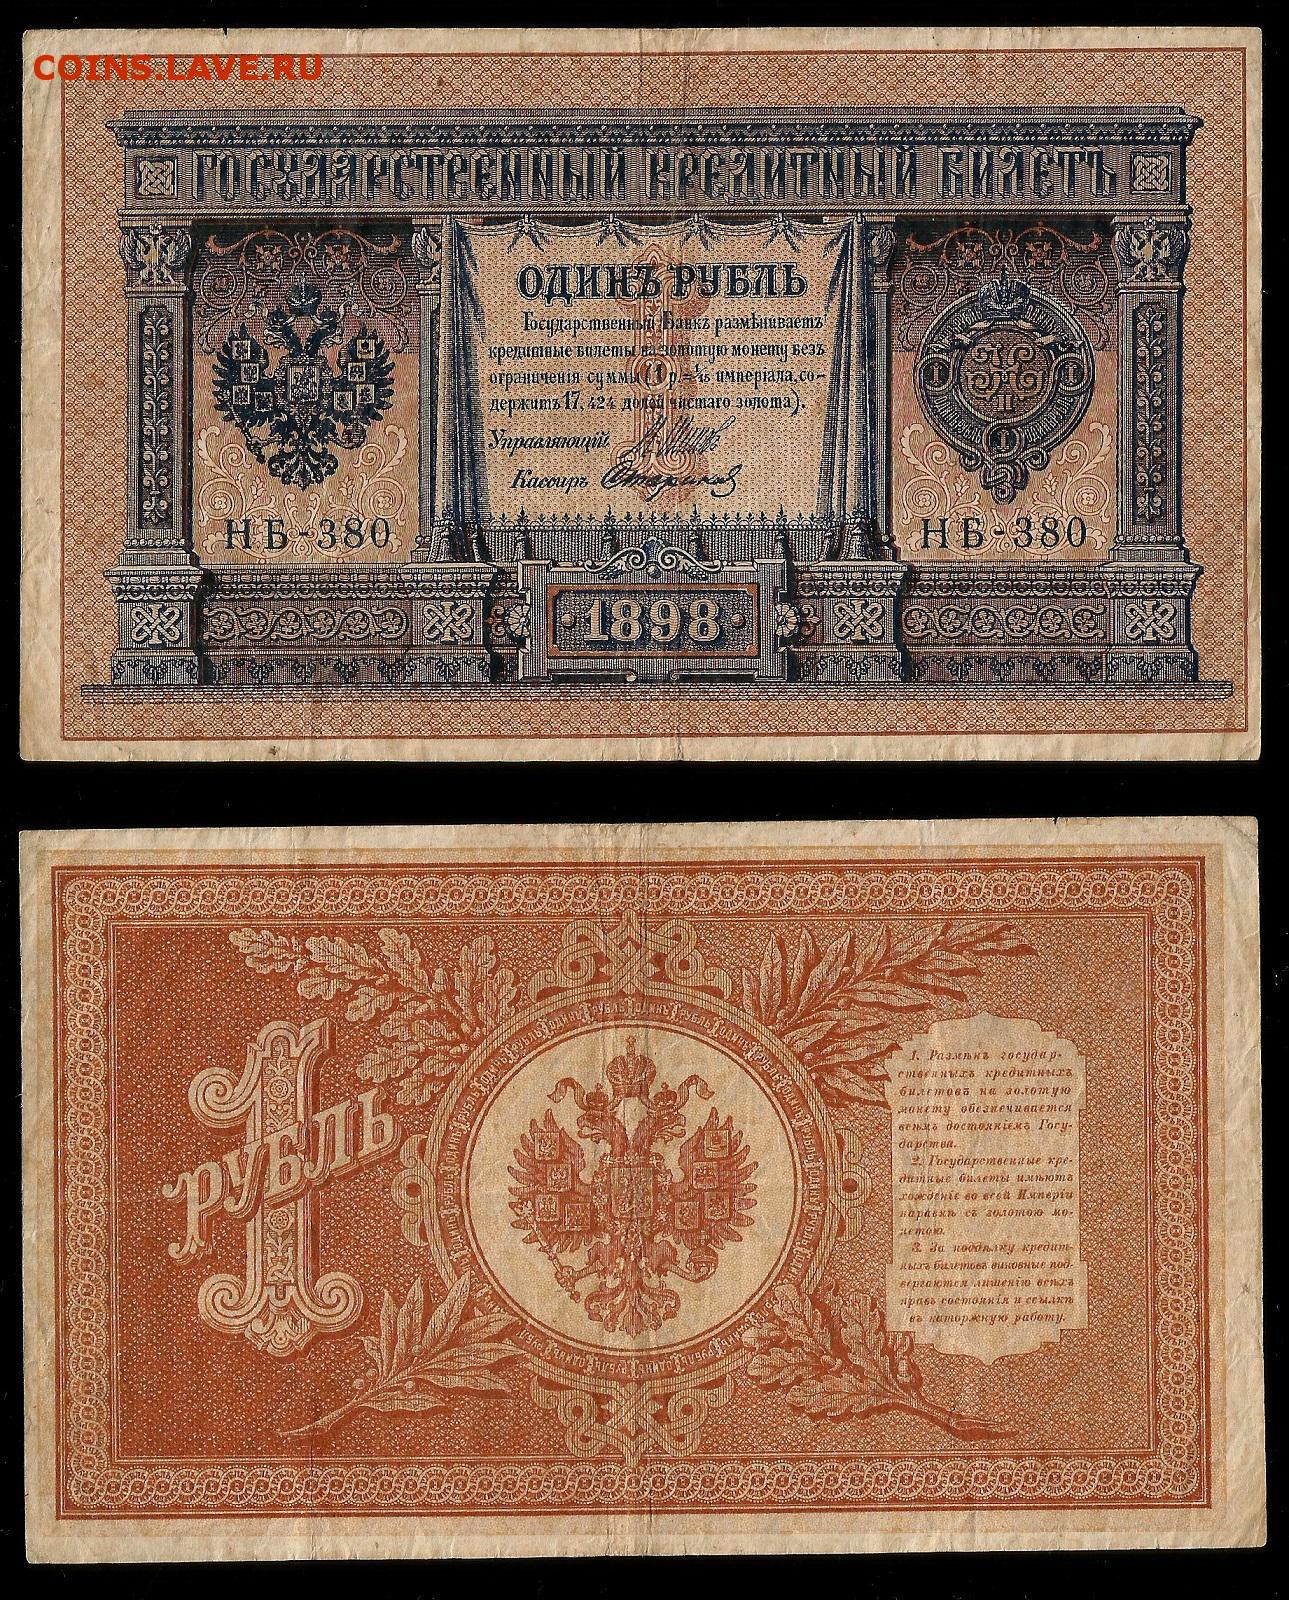 COINS.LAVE.RU
ГОСУДАРСТВЕННЫЙ КРЕДИТНЫЙ БИЛЕТЪ
ОДИНЪ РУБЛЬ
Государственный Банкъ размѣниваетъ
кредитные билеты на золотую монету безъ
ограниченія суммы (1 р. = 1/15 имперіала, со-
держитъ 17,424 долей чистаго золота).
Управляющій
Кассиръ
НБ-380
НБ-380
1898
1
РУБЛЬ
1. Размѣнъ государ-
ственныхъ кредитныхъ
билетовъ на золотую
монету обезпечивается
всѣмъ достояніемъ Госу-
дарства.
2. Государственные кре-
дитные билеты имѣютъ
хожденіе во всей Имперіи
наравнѣ съ золотою мо-
нетою.
3. За поддѣлку кредит-
ныхъ билетовъ виновные под-
вергаются лишенію всѣхъ
правъ состоянія и ссылкѣ
въ каторжную работу.